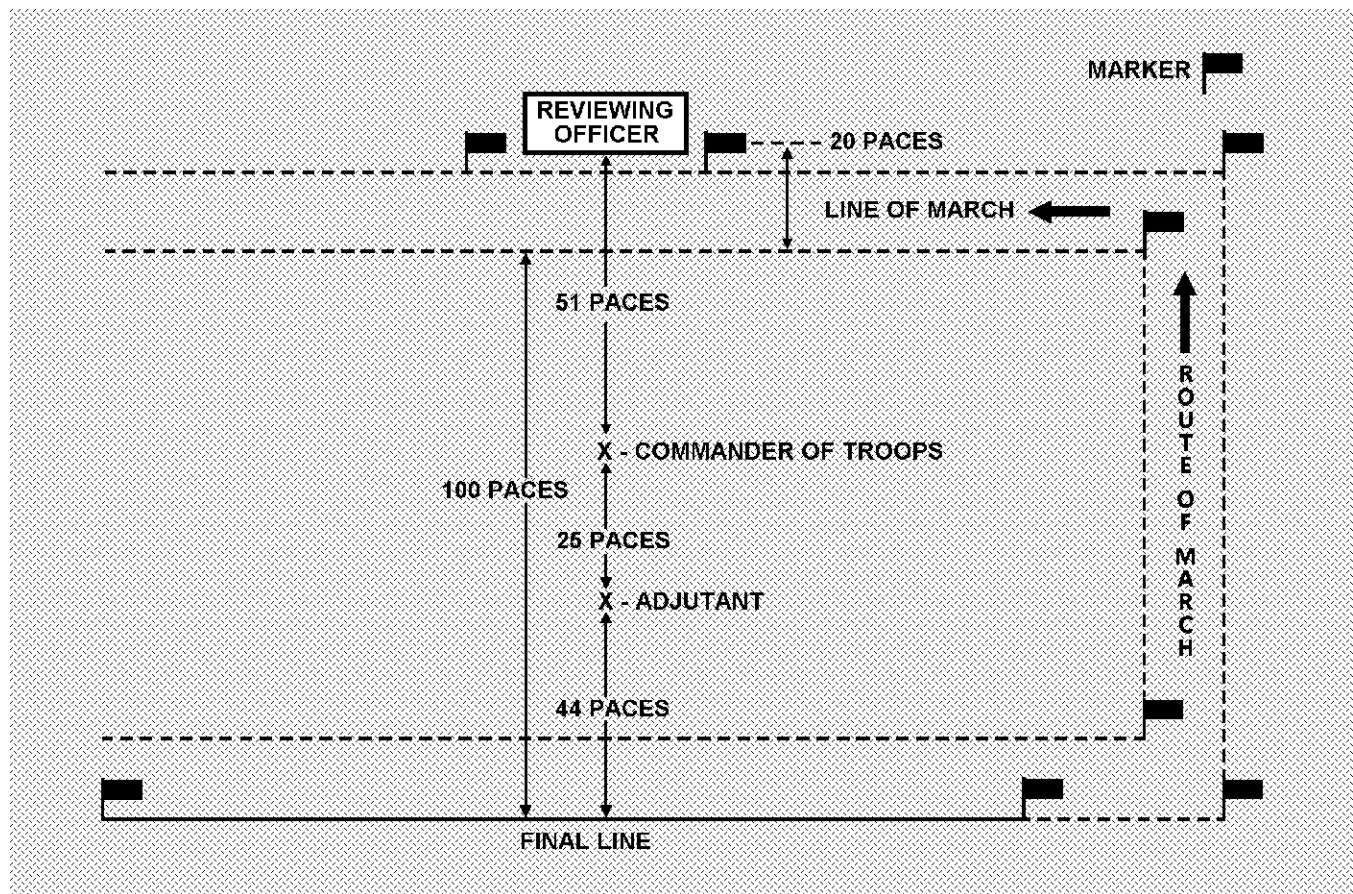 MARKER
REVIEWING
OFFICER
20 PACES
LINE OF MARCH
51 PACES
ROUTE OF MARCH
X - COMMANDER OF TROOPS
100 PACES
25 PACES
X - ADJUTANT
44 PACES
FINAL LINE